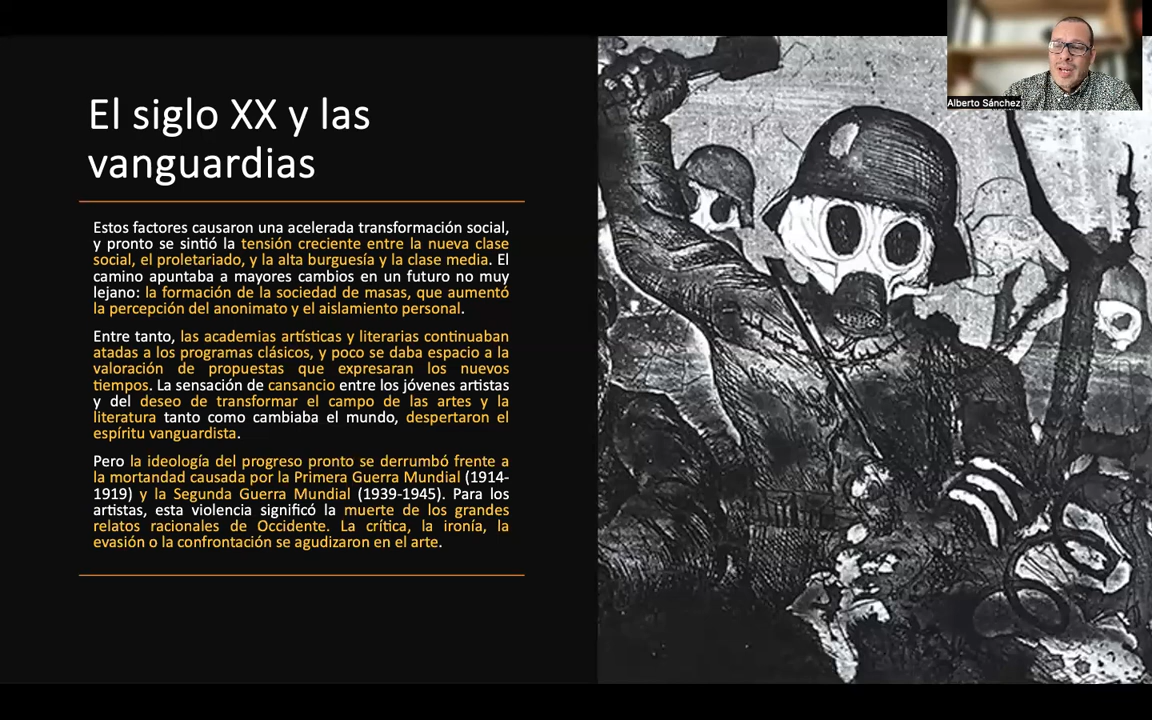 El siglo XX y las
vanguardias
Estos factores causaron una acelerada transformación social,
y pronto se sintió la tensión creciente entre la nueva clase
social, el proletariado, y la alta burguesía y la clase media. El
camino apuntaba a mayores cambios en un futuro no muy
lejano: la formación de la sociedad de masas, que aumentó
la percepción del anonimato y el aislamiento personal.
Entre tanto, las academias artísticas y literarias continuaban
atadas a los programas clásicos, y poco se daba espacio a la
valoración de propuestas que expresaran los nuevos
tiempos. La sensación de cansancio entre los jóvenes artistas
y del deseo de transformar el campo de las artes y la
literatura tanto como cambiaba el mundo, despertaron el
espíritu vanguardista.
Pero la ideología del progreso pronto se derrumbó frente a
la mortandad causada por la Primera Guerra Mundial (1914-
1919) y la Segunda Guerra Mundial (1939-1945). Para los
artistas, esta violencia significó la muerte de los grandes
relatos racionales de Occidente. La crítica, la ironía, la
evasión o la confrontación se agudizaron en el arte.
Alberto Sánchez